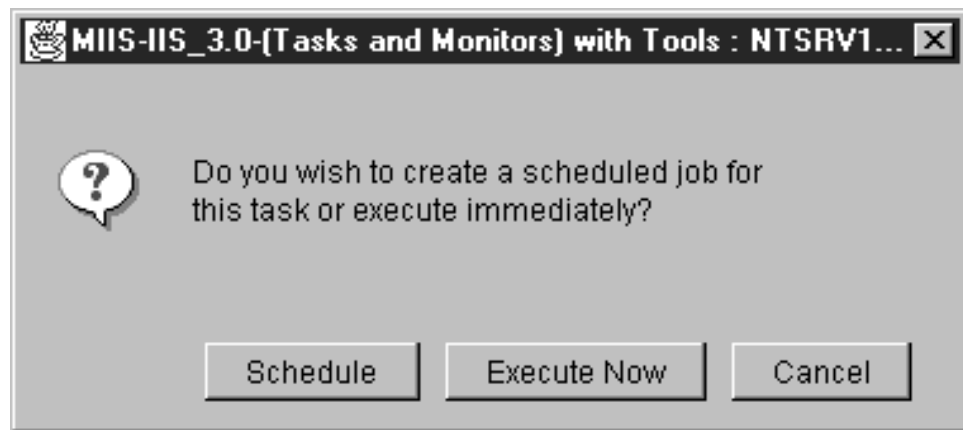 MIIS-IIS_3.0-(Tasks and Monitors) with Tools : NTSRV1...
Do you wish to create a scheduled job for
this task or execute immediately?
Schedule Execute Now Cancel